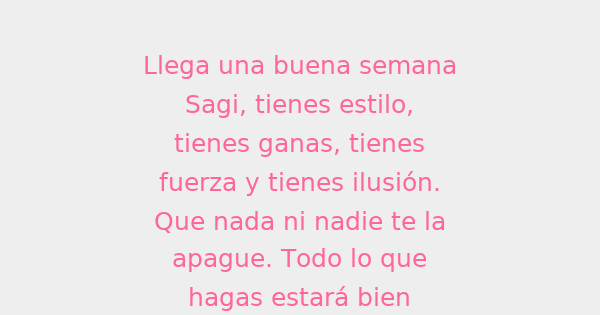 Llega una buena semana
Sagi, tienes estilo,
tienes ganas, tienes
fuerza y tienes ilusión.
Que nada ni nadie te la
apague. Todo lo que
hagas estará bien